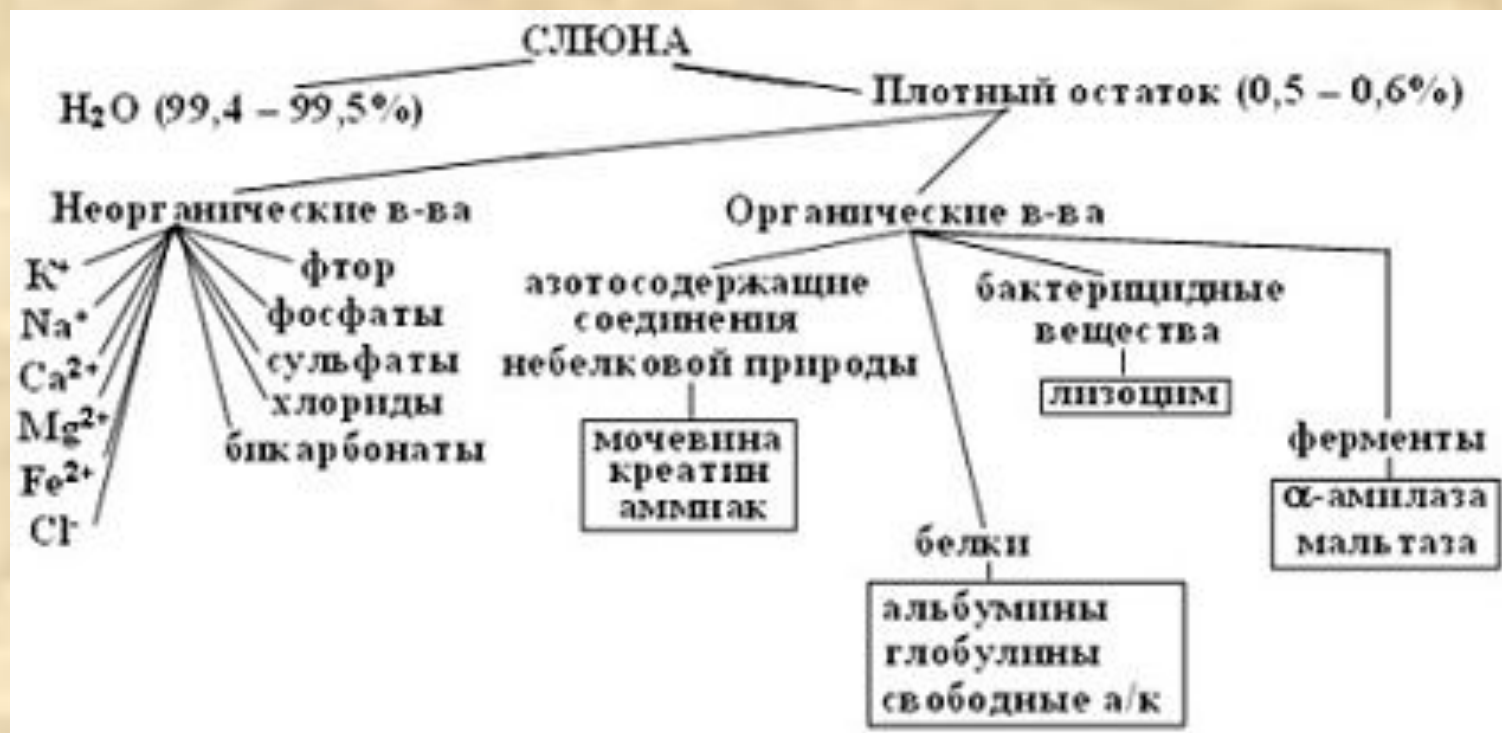 СЛЮНА
H₂O (99,4 – 99,5%)
Плотный остаток (0,5 – 0,6%)
Неорганические в-ва
K⁺
Na⁺
Ca²⁺
Mg²⁺
Fe²⁺
Cl⁻
фтор
фосфаты
сульфаты
хлориды
бикарбонаты
Органические в-ва
азотосодержащие
соединения
небелковой природы
мочевина
креатин
аммиак
белки
альбумины
глобулины
свободные а/к
бактерицидные
вещества
лизоцим
ферменты
α-амилаза
мальтаза